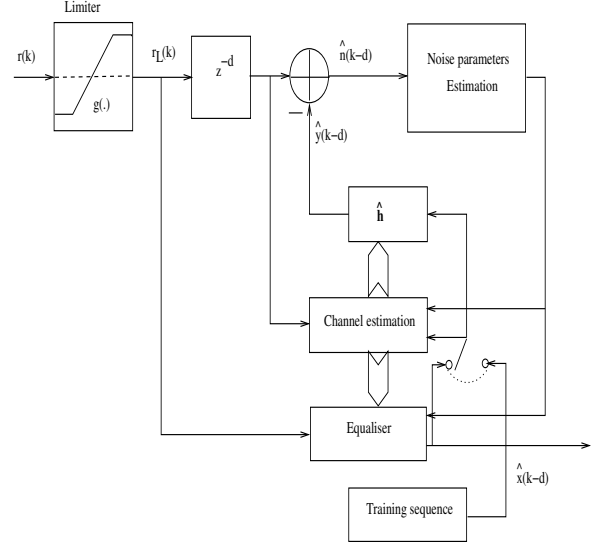 Limiter
r(k)
g(.)
r_L(k)
z^{-d}
−
n̂(k−d)
ŷ(k−d)
Noise parameters
Estimation
ĥ
Channel estimation
Equaliser
x̂(k−d)
Training sequence